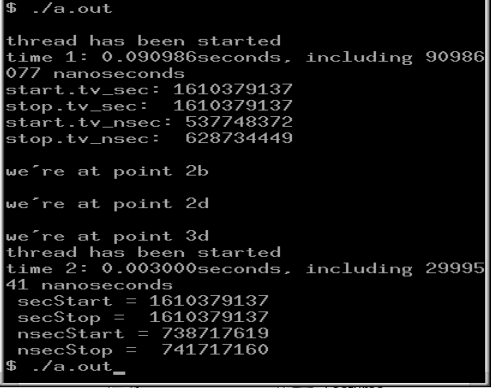 $ ./a.out
thread has been started
time 1: 0.090986seconds, including 90986
077 nanoseconds
start.tv_sec: 1610379137
stop.tv_sec:  1610379137
start.tv_nsec: 537748372
stop.tv_nsec:  628734449
we´re at point 2b
we´re at point 2d
we´re at point 3d
thread has been started
time 2: 0.003000seconds, including 29995
41 nanoseconds
 secStart = 1610379137
 secStop =  1610379137
 nsecStart = 738717619
 nsecStop =  741717160
$ ./a.out_